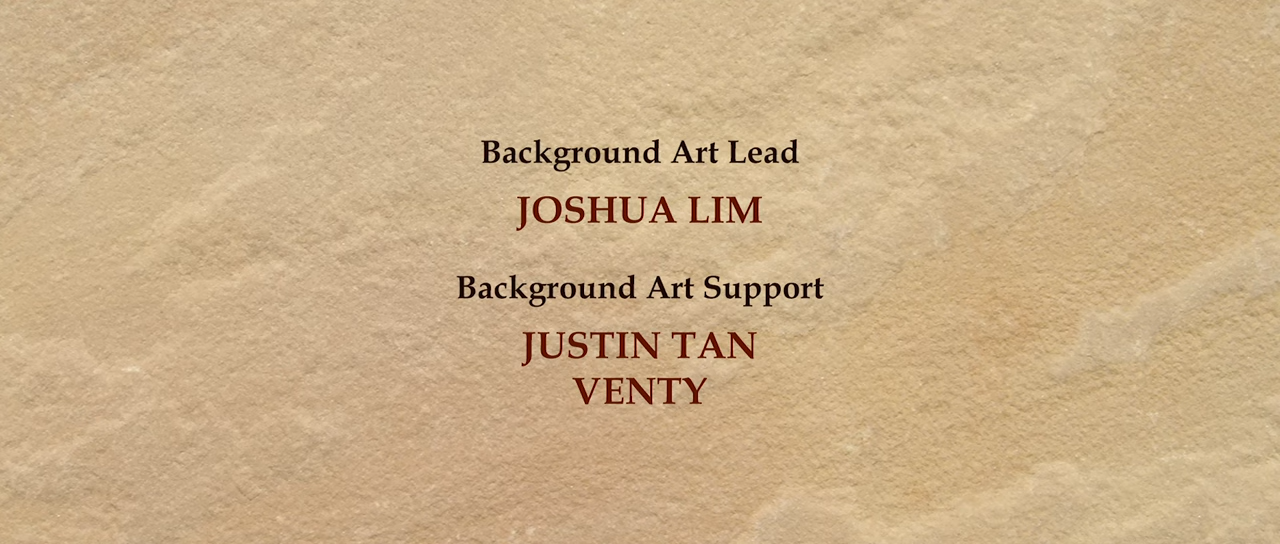 Background Art Lead
JOSHUA LIM
Background Art Support
JUSTIN TAN
VENTY